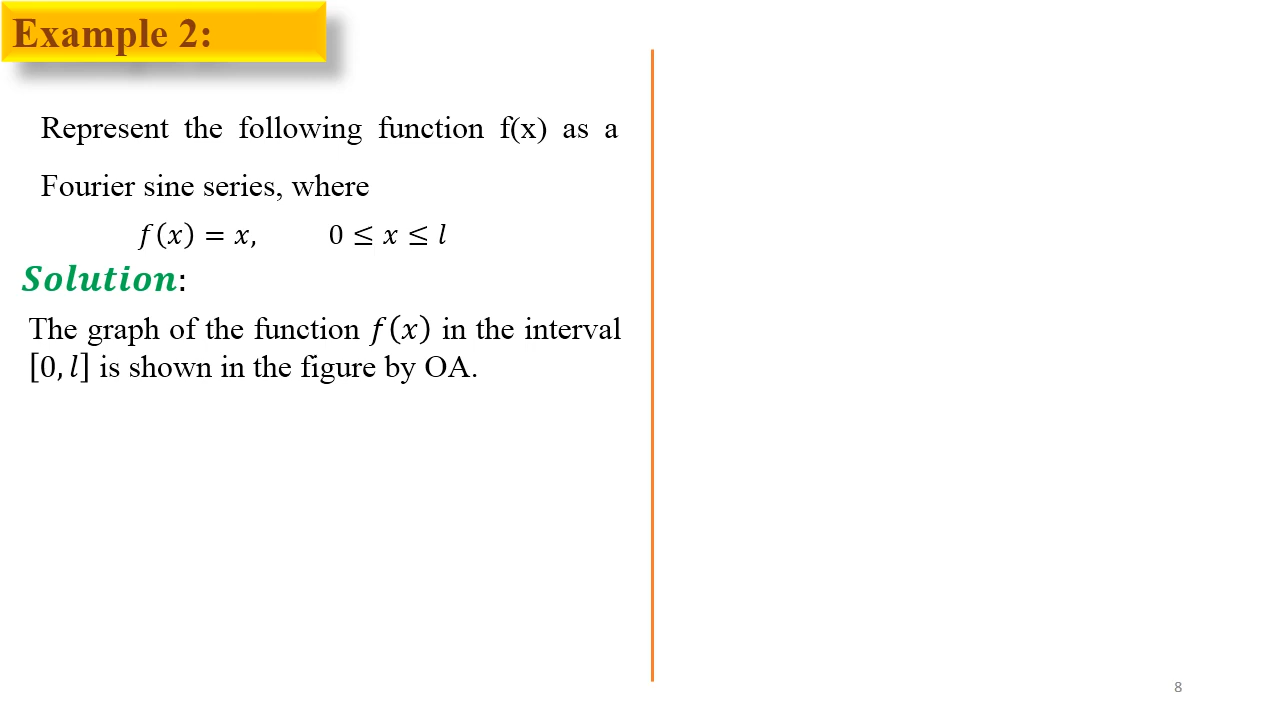 Example 2:
Represent the following function f(x) as a
Fourier sine series, where
𝑓(𝑥) = 𝑥, 0 ≤ 𝑥 ≤ 𝑙
Solution:
The graph of the function 𝑓(𝑥) in the interval
[0, 𝑙] is shown in the figure by OA.
8